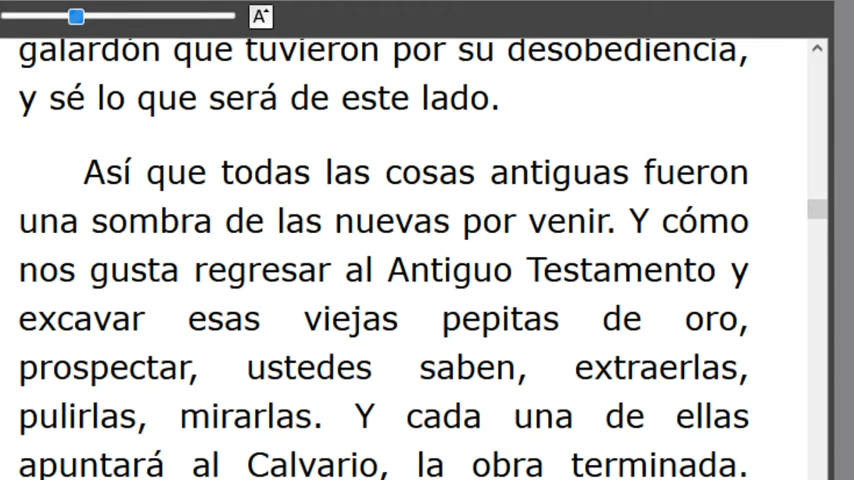 A
galardón que tuvieron por su desobediencia,
y sé lo que será de este lado.
Así que todas las cosas antiguas fueron
una sombra de las nuevas por venir. Y cómo
nos gusta regresar al Antiguo Testamento y
excavar esas viejas pepitas de oro,
prospectar, ustedes saben, extraerlas,
pulirlas, mirarlas. Y cada una de ellas
apuntará al Calvario, la obra terminada.